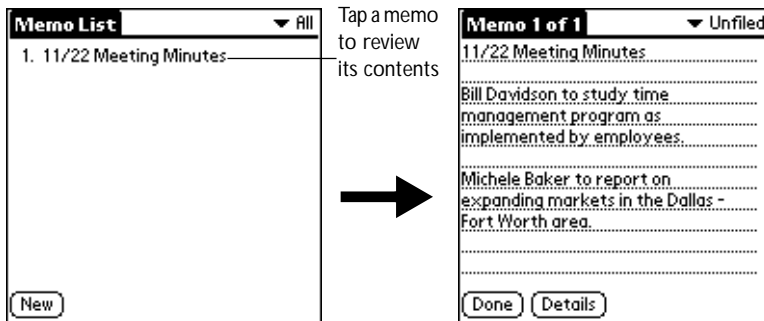 Memo List
All
1. 11/22 Meeting Minutes
New
Tap a memo
to review
its contents
Memo 1 of 1
Unfiled
11/22 Meeting Minutes
Bill Davidson to study time
management program as
implemented by employees.
Michele Baker to report on
expanding markets in the Dallas -
Fort Worth area.
Done
Details